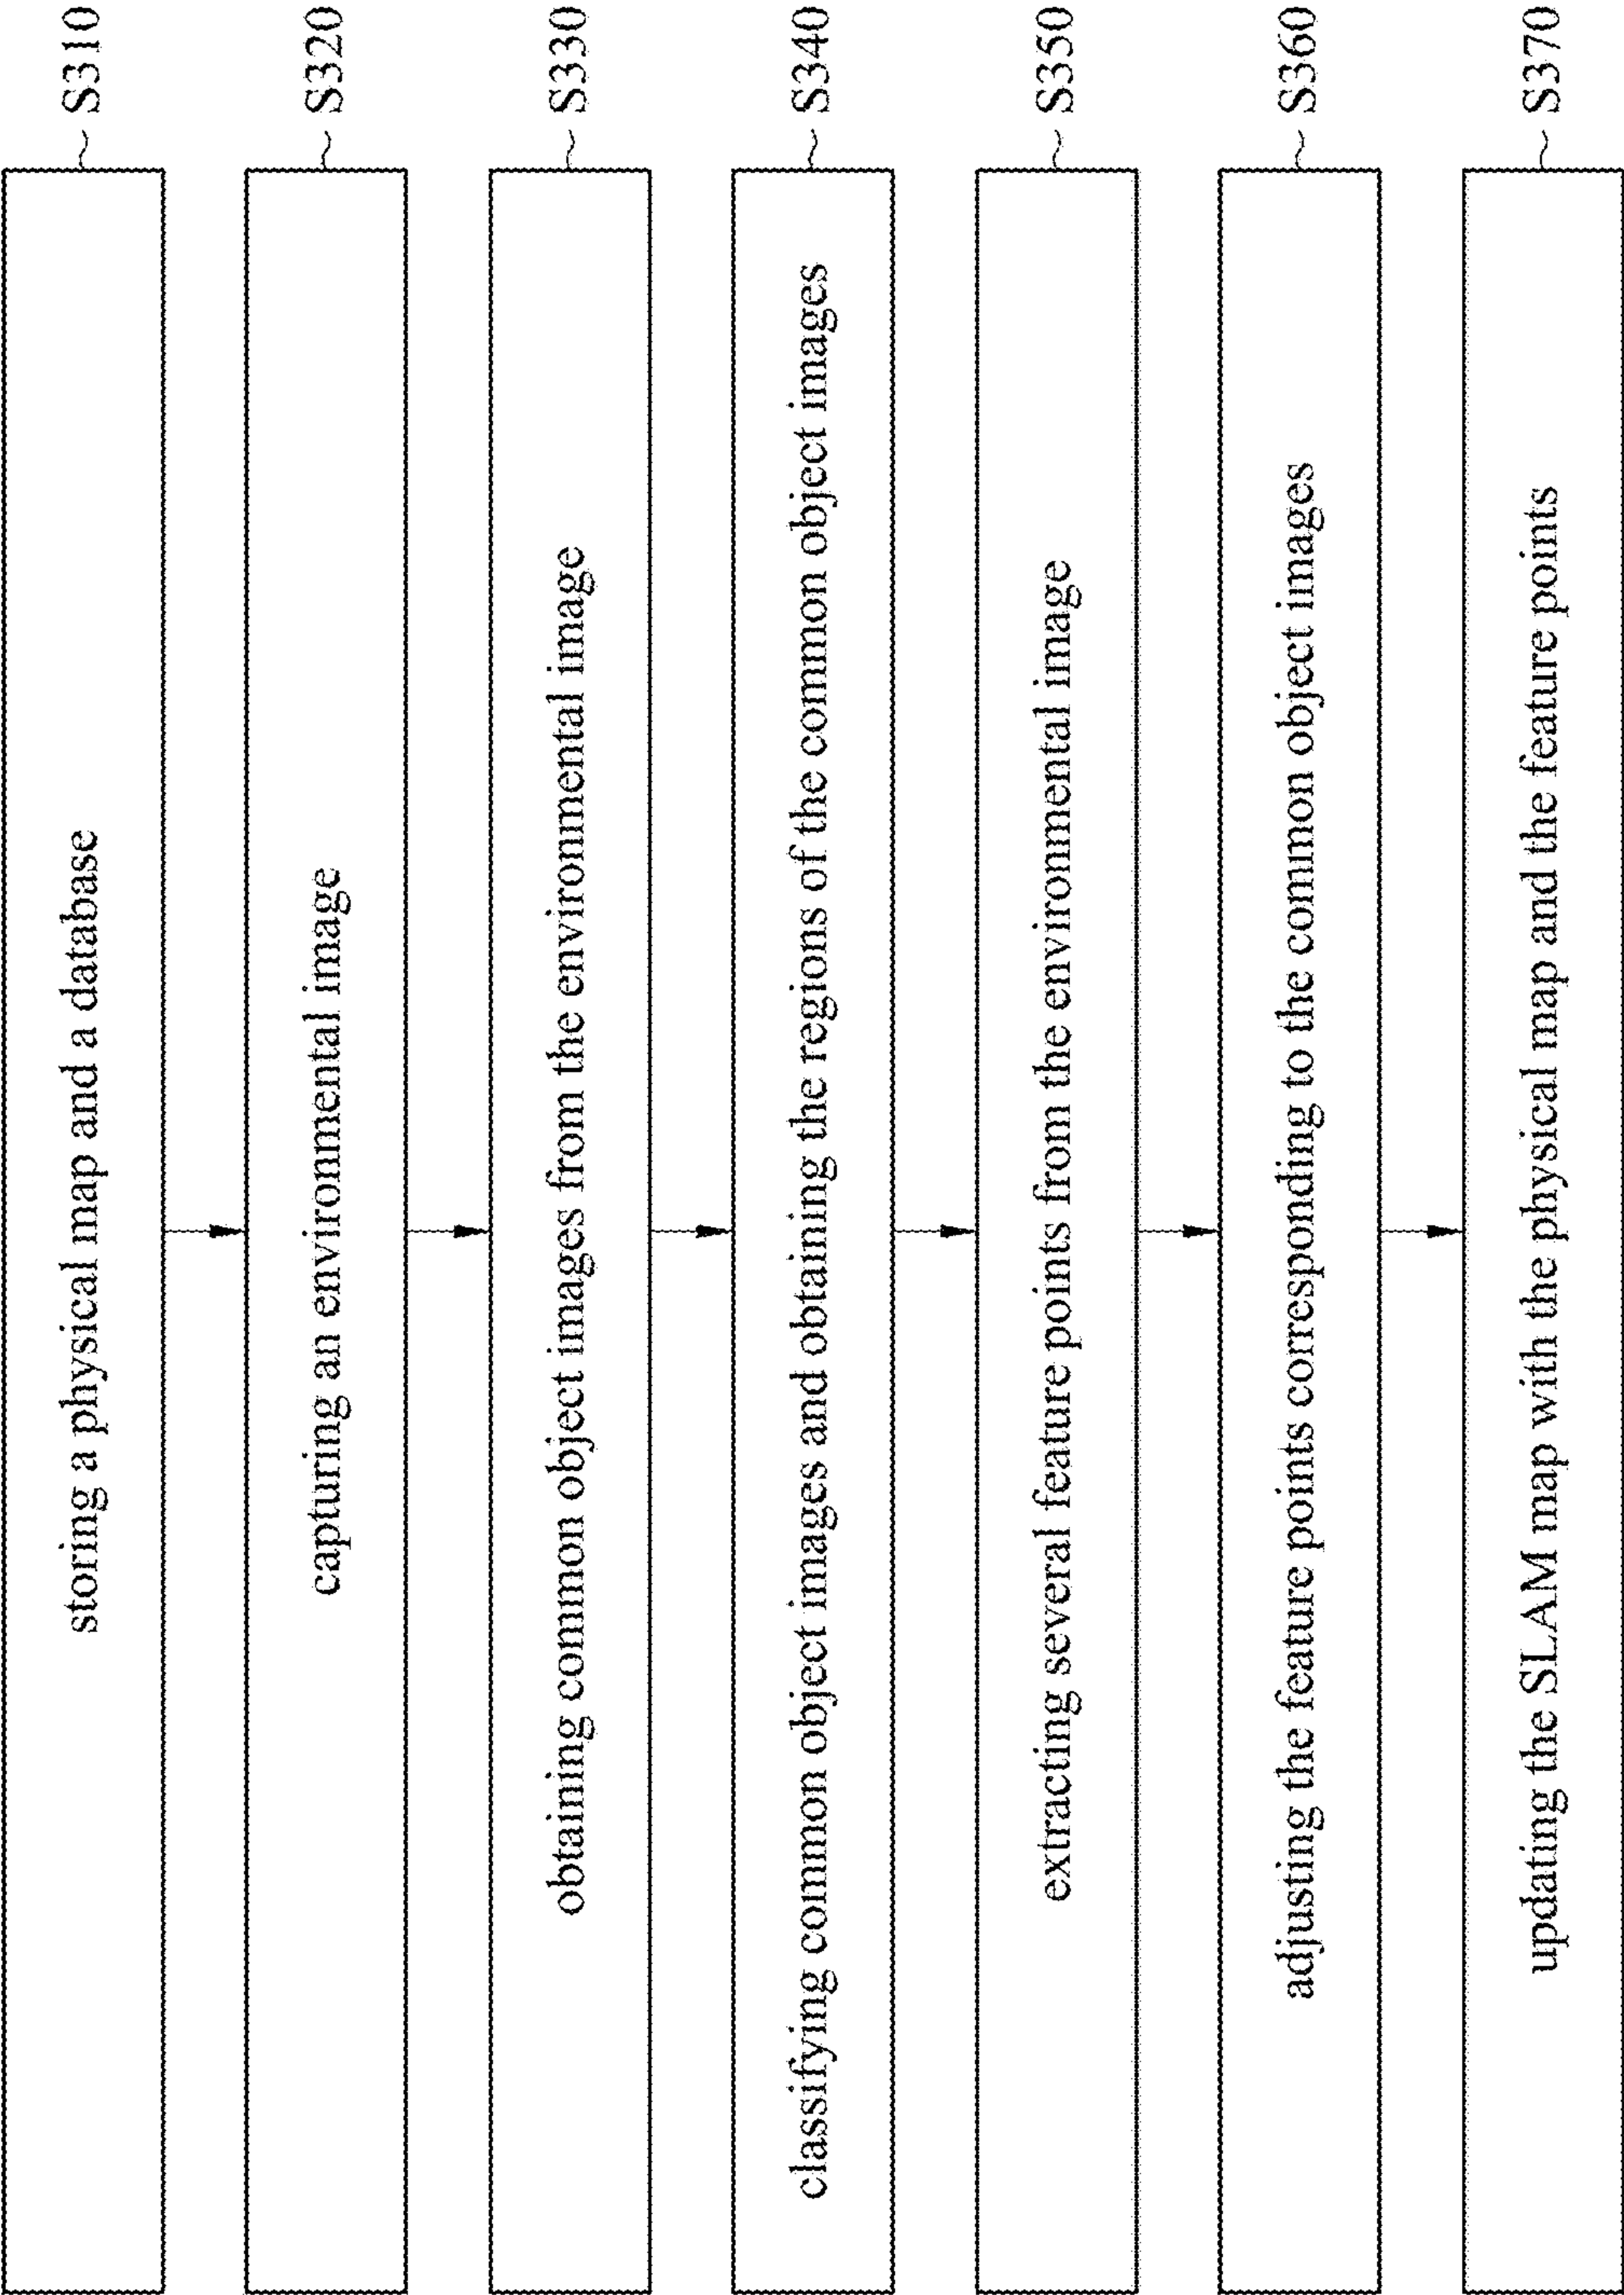 storing a physical map and a database
S310
capturing an environmental image
S320
obtaining common object images from the environmental image
S330
classifying common object images and obtaining the regions of the common object images
S340
extracting several feature points from the environmental image
S350
adjusting the feature points corresponding to the common object images
S360
updating the SLAM map with the physical map and the feature points
S370